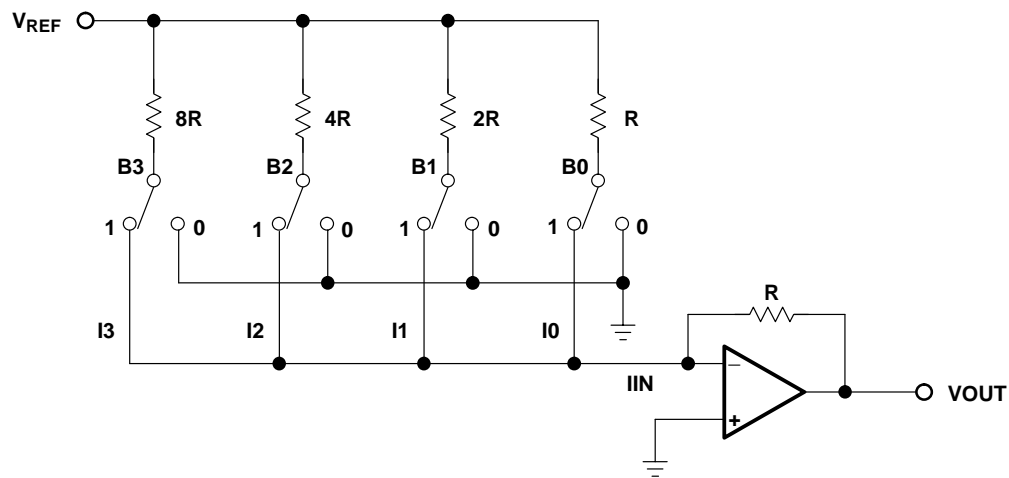 VREF
8R 4R 2R R
B3 B2 B1 B0
1 0 1 0 1 0 1 0
R
I3 I2 I1 I0
IIN
–
+
VOUT